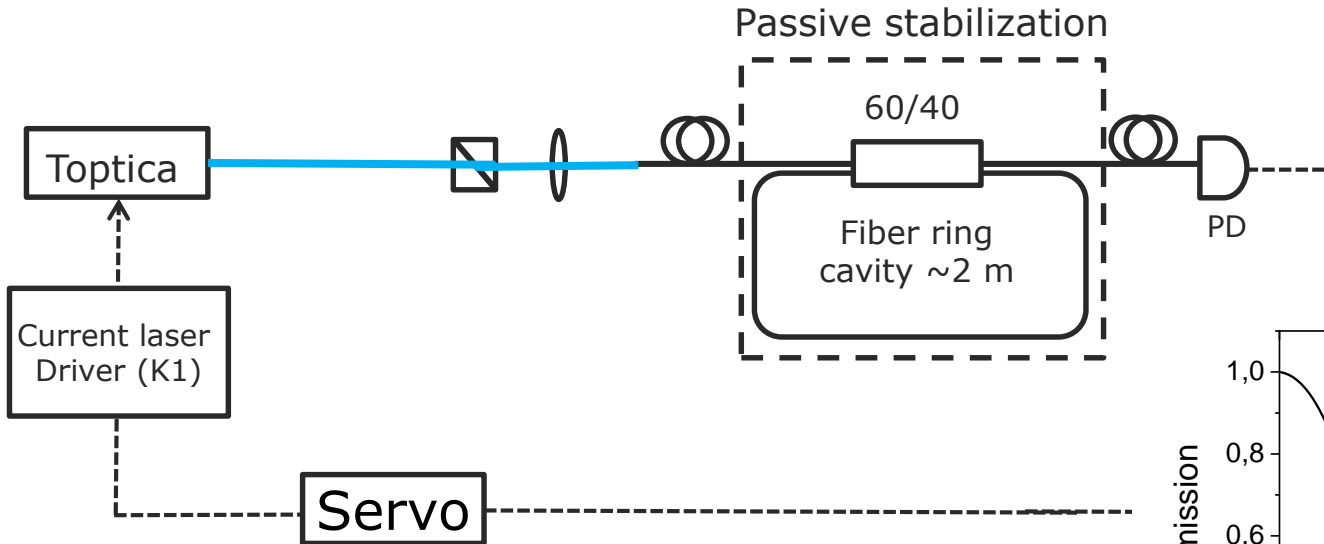 Passive stabilization
60/40
Toptica
Fiber ring
cavity ~2 m
PD
Current laser
Driver (K1)
Servo
1,0
0,8
0,6